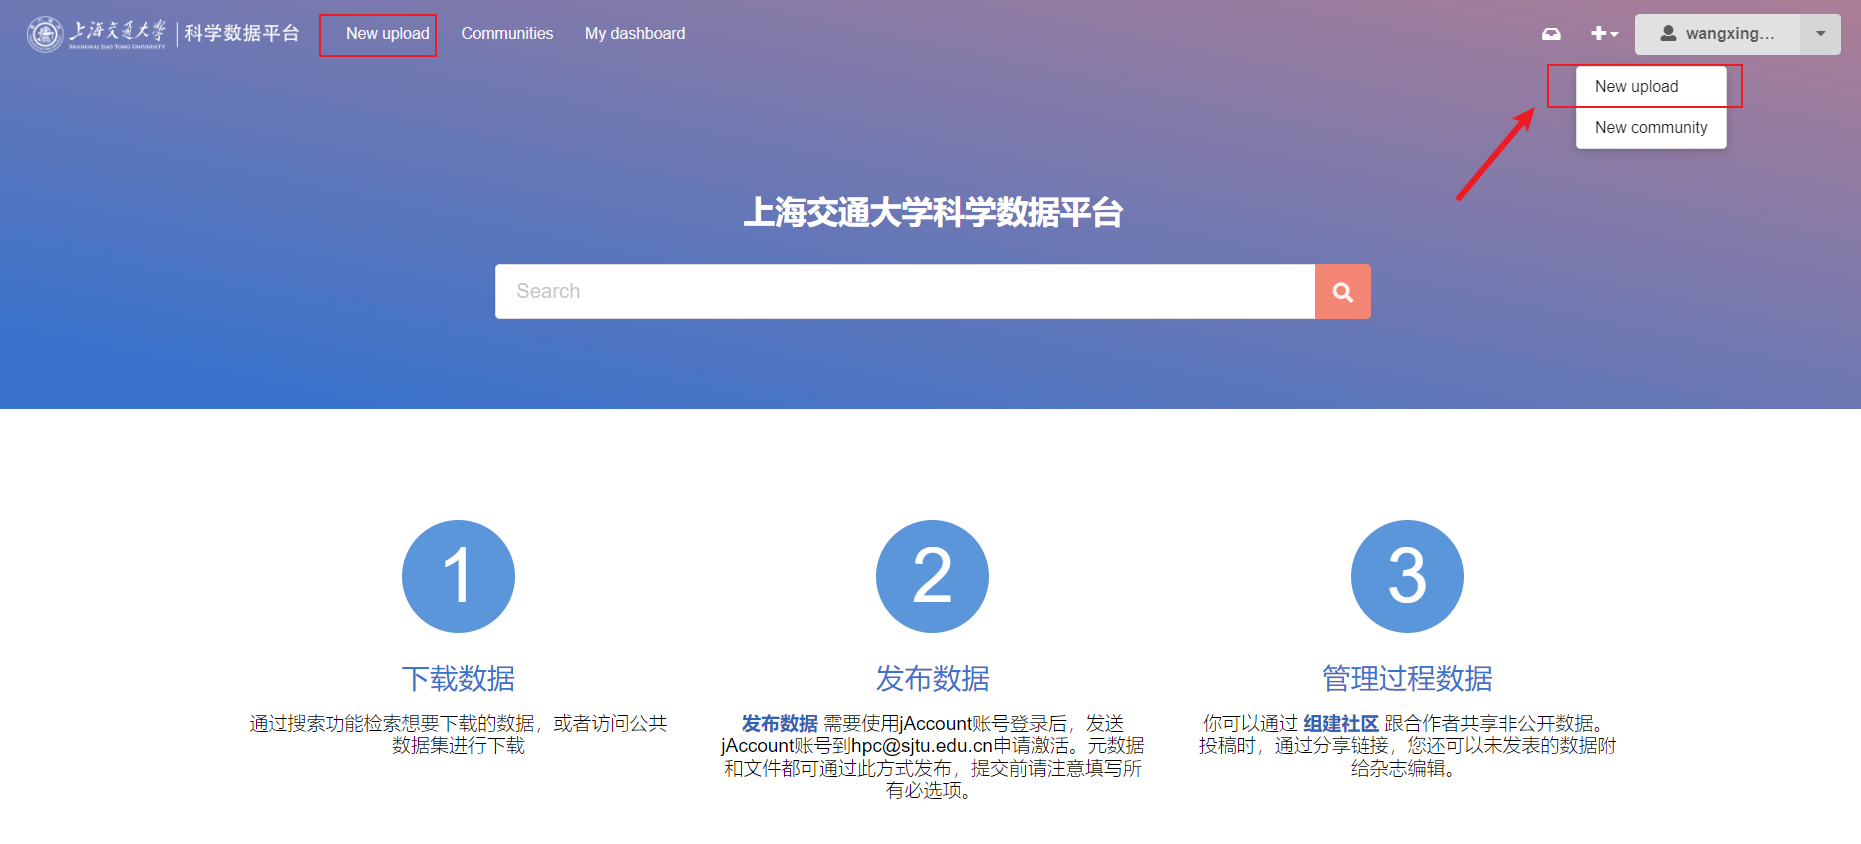 上海交通大学
SHANGHAI JIAO TONG UNIVERSITY
科学数据平台
New upload
Communities
My dashboard
wangxing...
New upload
New community
上海交通大学科学数据平台
Search
1
下载数据
通过搜索功能检索想要下载的数据，或者访问公共
数据集进行下载
2
发布数据
发布数据 需要使用jAccount账号登录后，发送
jAccount账号到hpc@sjtu.edu.cn申请激活。元数据
和文件都可通过此方式发布，提交前请注意填写所
有必选项。
3
管理过程数据
你可以通过 组建社区 跟合作者共享非公开数据。
投稿时，通过分享链接，您还可以未发表的数据附
给杂志编辑。